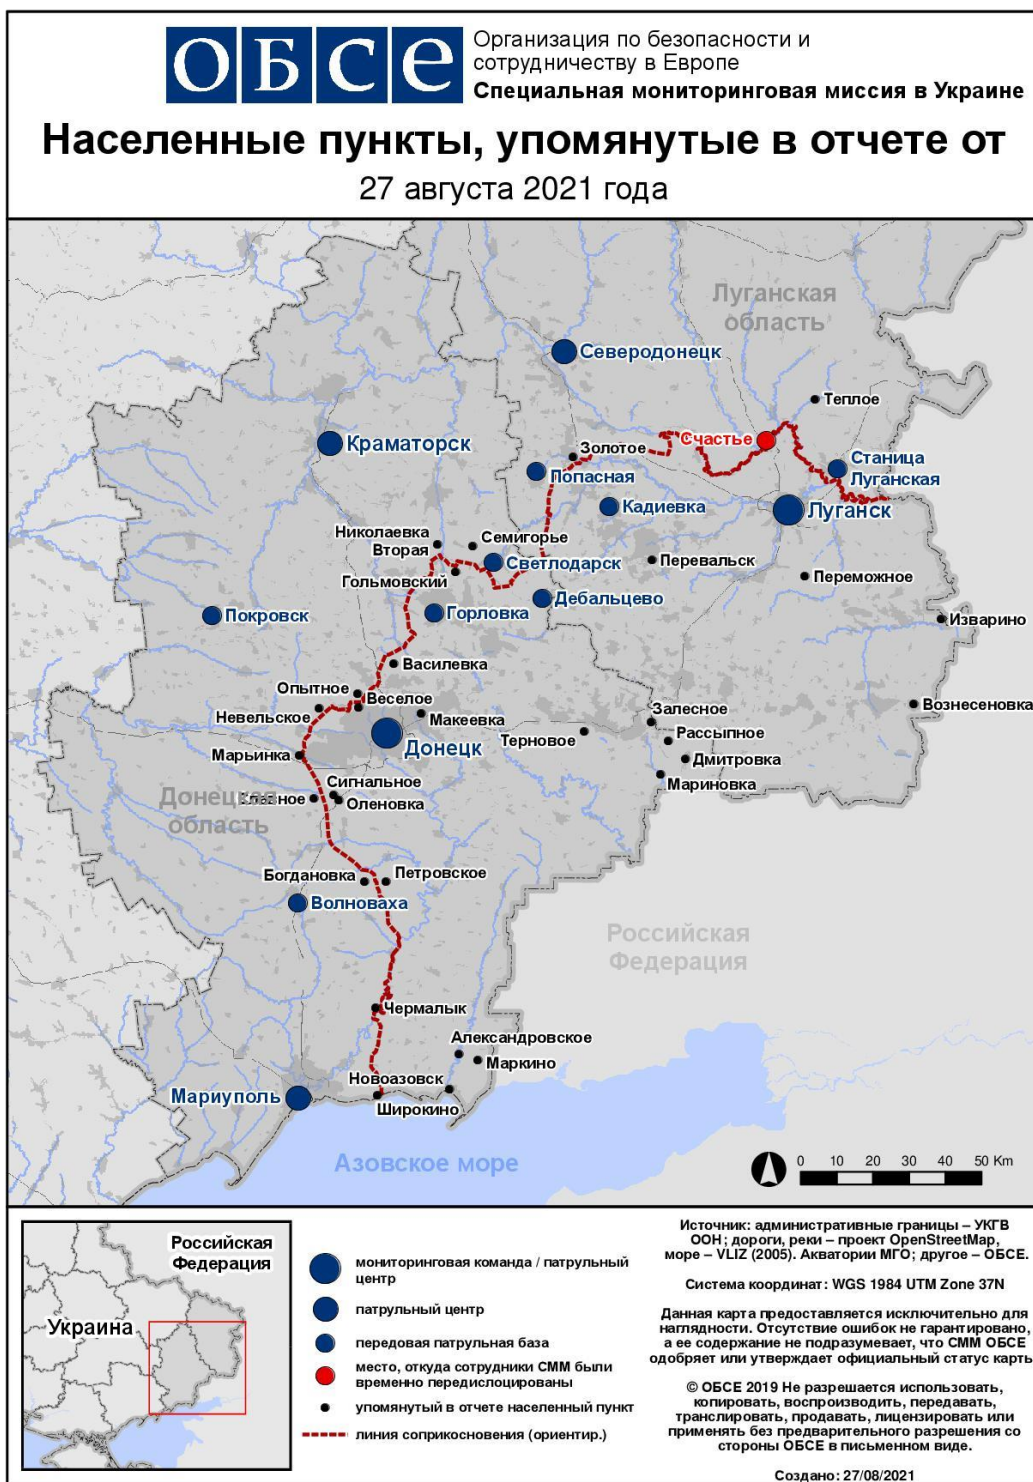 ОБСЕ
Организация по безопасности и
сотрудничеству в Европе
Специальная мониторинговая миссия в Украине
Населенные пункты, упомянутые в отчете от
27 августа 2021 года
Луганская
область
Северодонецк
Теплое
Краматорск
Золотое
Счастье
Станица
Луганская
Попасная
Кадиевка
Луганск
Николаевка
Вторая
Семигорье
Светлодарск
Перевальск
Гольмовский
Переможное
Дебальцево
Покровск
Горловка
Изварино
Василевка
Опытное
Веселое
Невельское
Макеевка
Залесное
Вознесеновка
Терновое
Рассыпное
Донецк
Марьинка
Дмитровка
Мариновка
Сигнальное
Оленовка
Донецкая
область
Богдановка
Петровское
Волноваха
Российская
Федерация
Чермалык
Александровское
Маркино
Новоазовск
Мариуполь
Широкино
Азовское море
0 10 20 30 40 50 Km
Российская
Федерация
Украина
мониторинговая команда / патрульный
центр
патрульный центр
передовая патрульная база
место, откуда сотрудники СММ были
временно передислоцированы
упомянутый в отчете населенный пункт
линия соприкосновения (ориентир.)
Источник: административные границы – УКГВ
ООН; дороги, реки – проект OpenStreetMap,
море – VLIZ (2005). Акватории МГО; другое – ОБСЕ.
Система координат: WGS 1984 UTM Zone 37N
Данная карта предоставляется исключительно для
наглядности. Отсутствие ошибок не гарантировано,
а ее содержание не подразумевает, что СММ ОБСЕ
одобряет или утверждает официальный статус карты
© ОБСЕ 2019 Не разрешается использовать,
копировать, воспроизводить, передавать,
транслировать, продавать, лицензировать или
применять без предварительного разрешения со
стороны ОБСЕ в письменном виде.
Создано: 27/08/2021